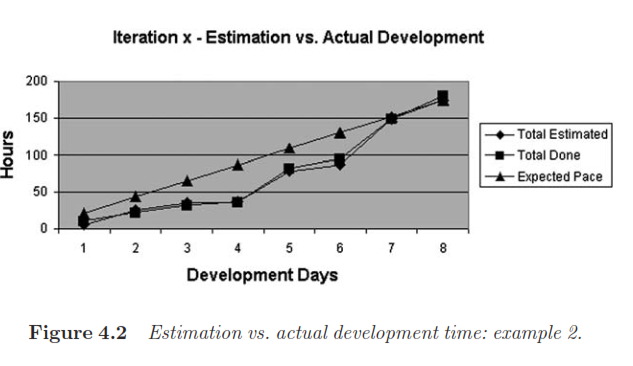 Iteration x - Estimation vs. Actual Development
200
150
100
50
0
Hours
1 2 3 4 5 6 7 8
Development Days
Total Estimated
Total Done
Expected Pace
Figure 4.2 Estimation vs. actual development time: example 2.